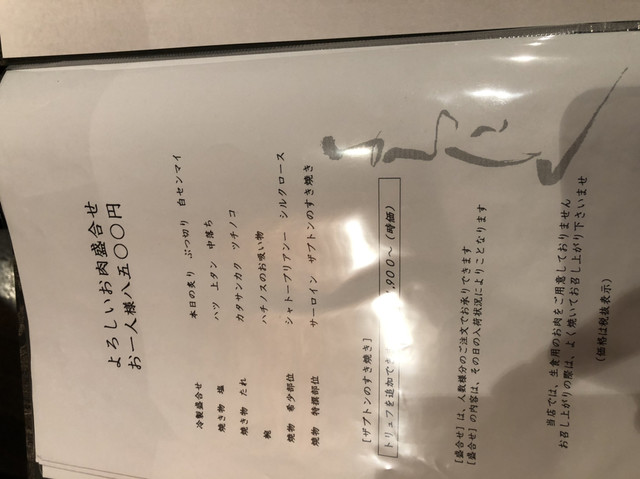 よろしいお肉盛合せ
お一人様八五〇〇円
冷製盛合せ 本日の炙り ぶつ切り 白センマイ
焼き物 塩 ハツ 上タン 中落ち
焼き物 たれ カタサンカク ツチノコ
椀 ハチノスのお吸い物
焼物 希少部位 シャトーブリアンー シルクロース
焼物 特撰部位 サーロイン ザブトンのすき焼き
[ザブトンのすき焼き]
トリュフを追加でき ,900〜(時価)
[盛合せ]は、人数様分のご注文でお承りできます
[盛合せ]の内容は、その日の入荷状況によりことなります
当店では、生食用のお肉をご用意しておりません
お召し上がりの際は、よく焼いてお召し上がり下さいませ
(価格は税抜表示)